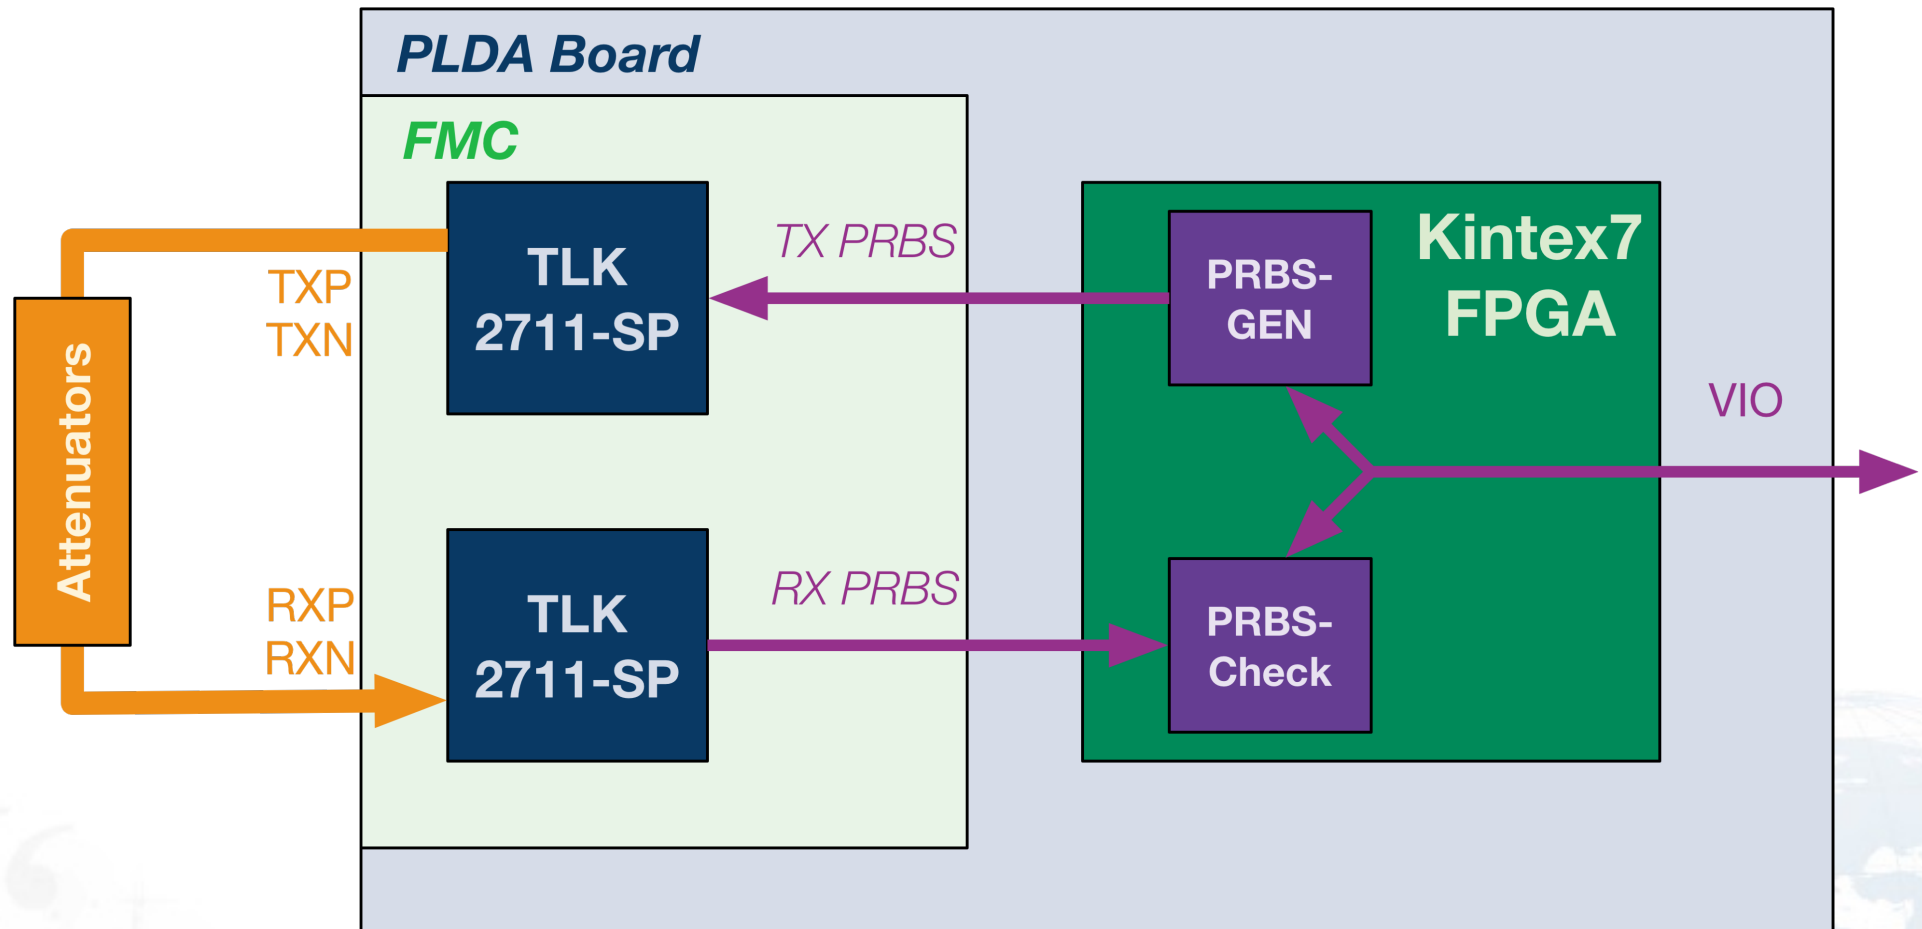 PLDA Board
FMC
TLK
2711-SP
TX PRBS
PRBS-
GEN
Kintex7
FPGA
TXP
TXN
Attenuators
VIO
RXP
RXN
TLK
2711-SP
RX PRBS
PRBS-
Check